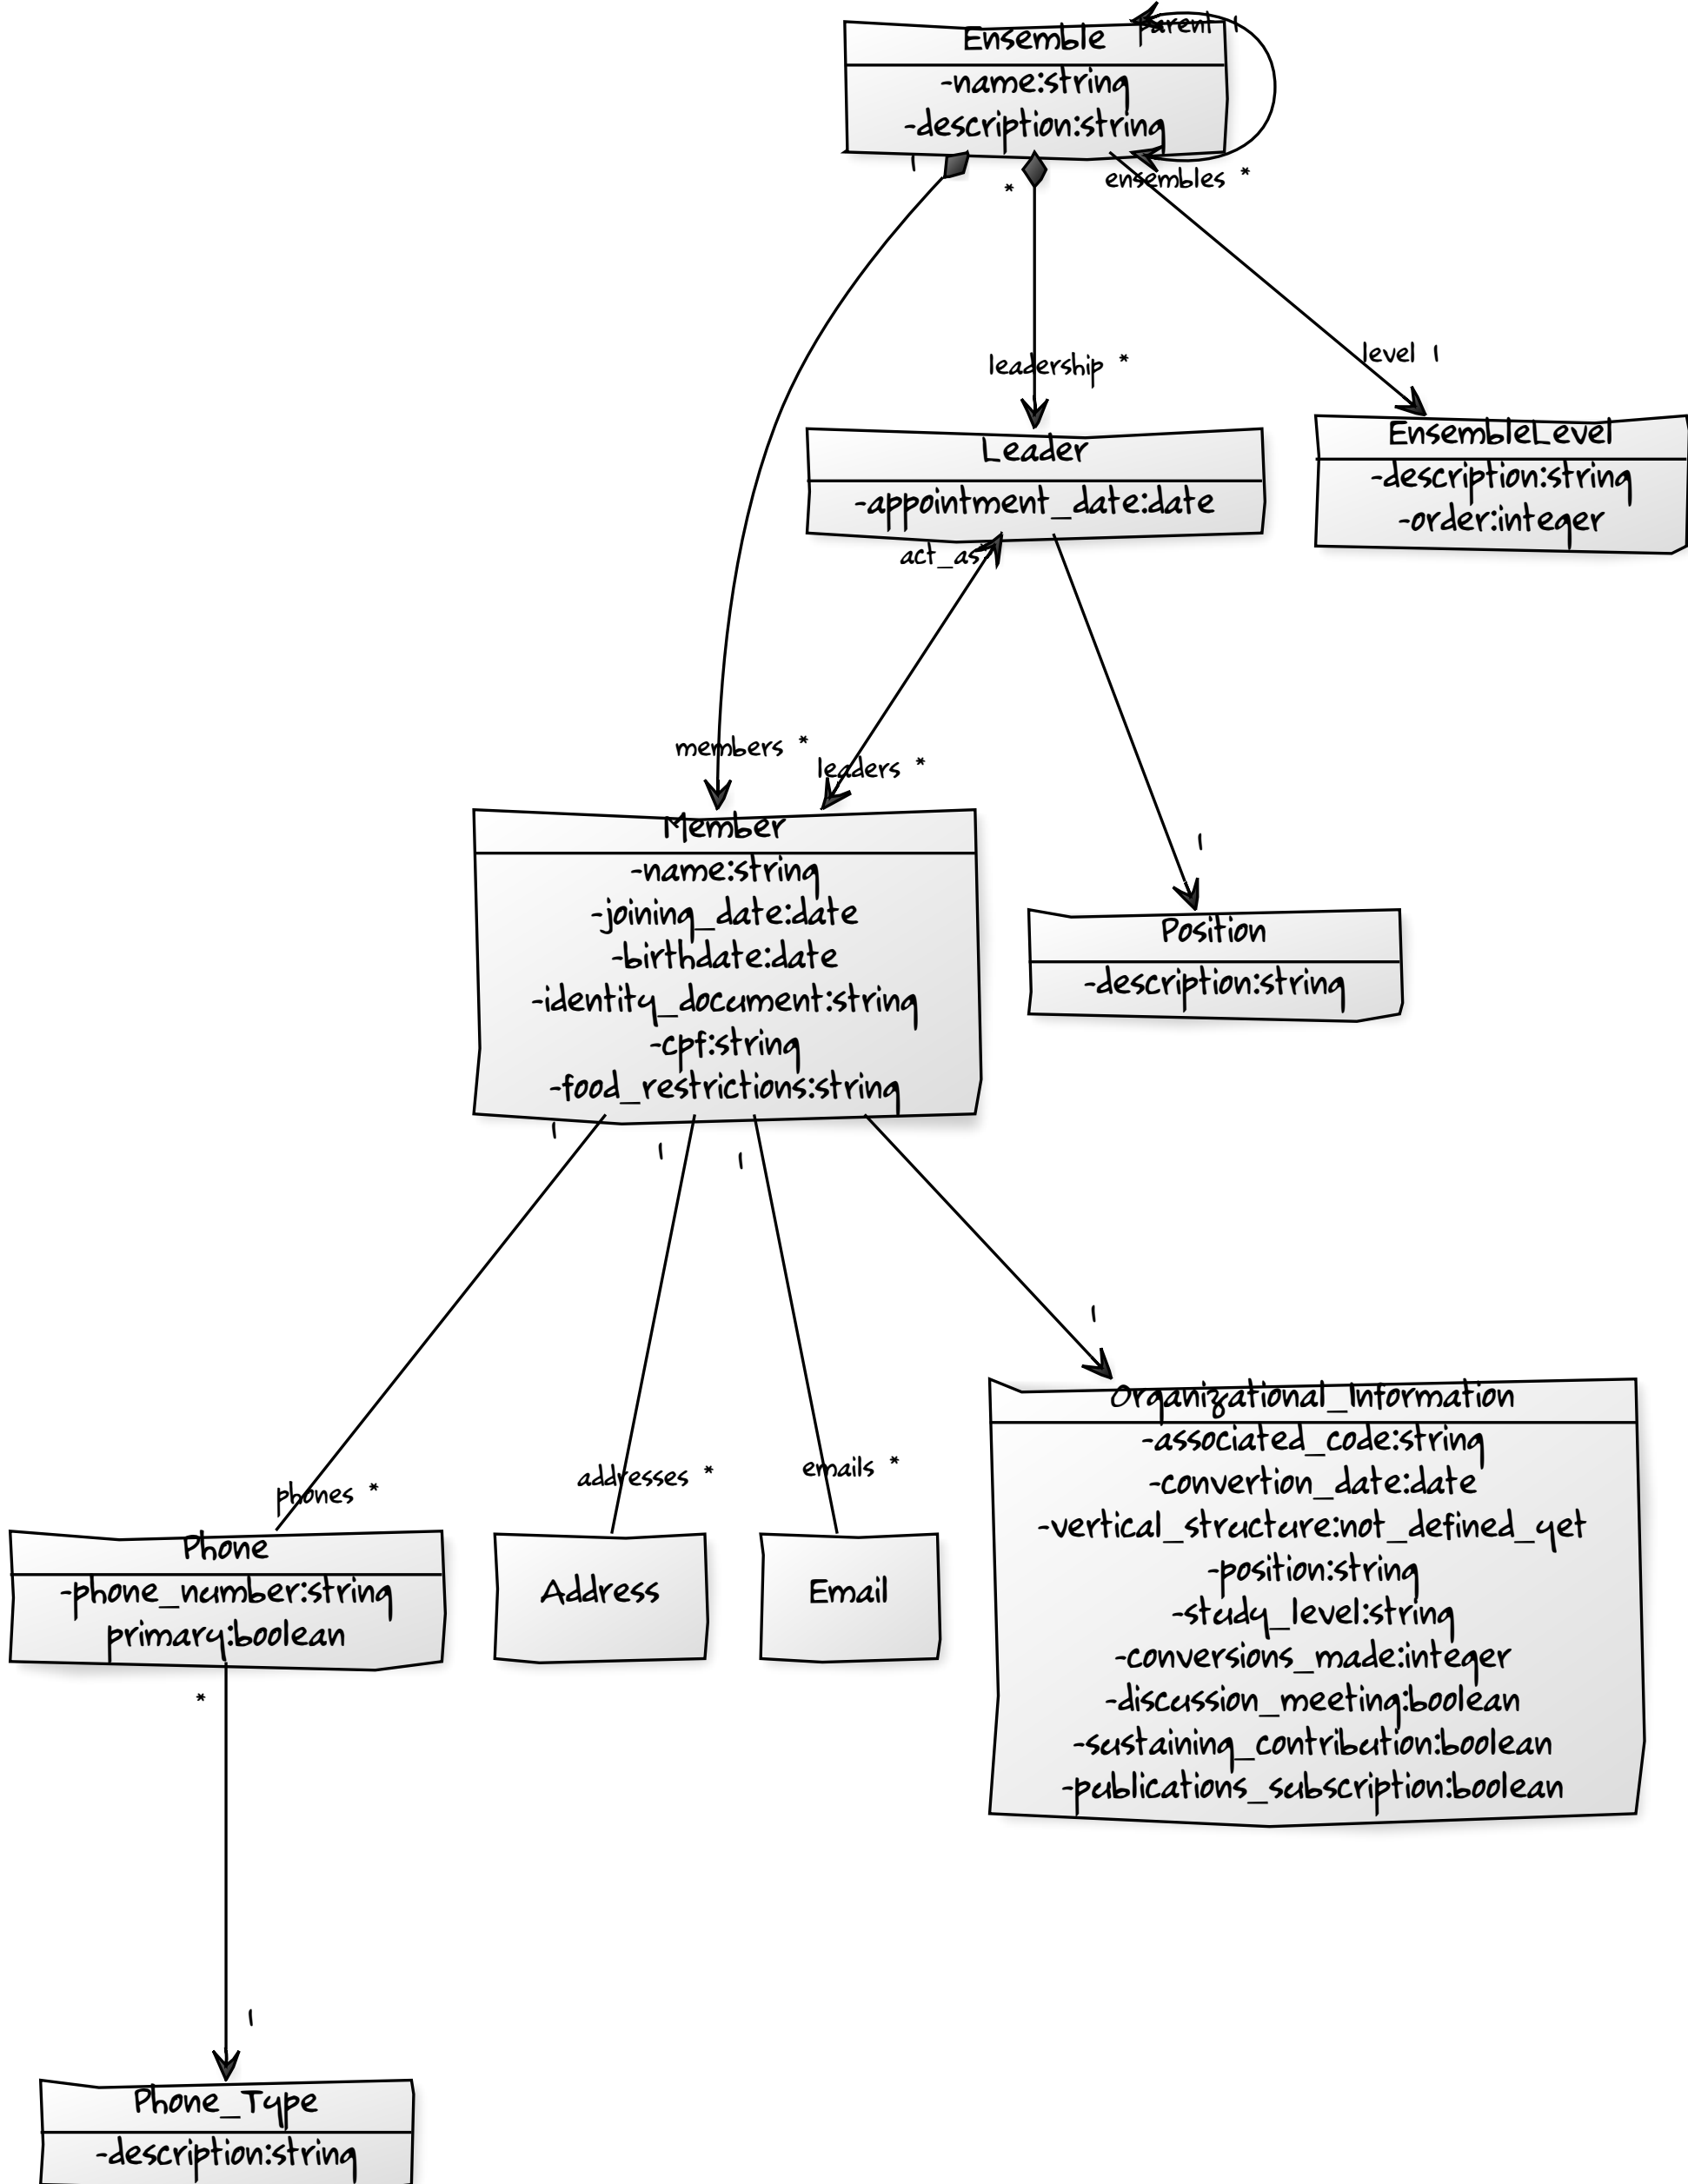 Ensemble
parent 1
-name:string
-description:string
1
*
ensembles *
leadership *
level 1
Leader
-appointment_date:date
EnsembleLevel
-description:string
-order:integer
act_as
members *
leaders *
1
Member
-name:string
-joining_date:date
-birthdate:date
-identity_document:string
-cpf:string
-food_restrictions:string
Position
-description:string
1
1
1
1
phones *
addresses *
emails *
Organizational_Information
-associated_code:string
-convertion_date:date
-vertical_structure:not_defined_yet
-position:string
-study_level:string
-conversions_made:integer
-discussion_meeting:boolean
-sustaining_contribution:boolean
-publications_subscription:boolean
Phone
-phone_number:string
primary:boolean
Address
Email
*
1
Phone_Type
-description:string